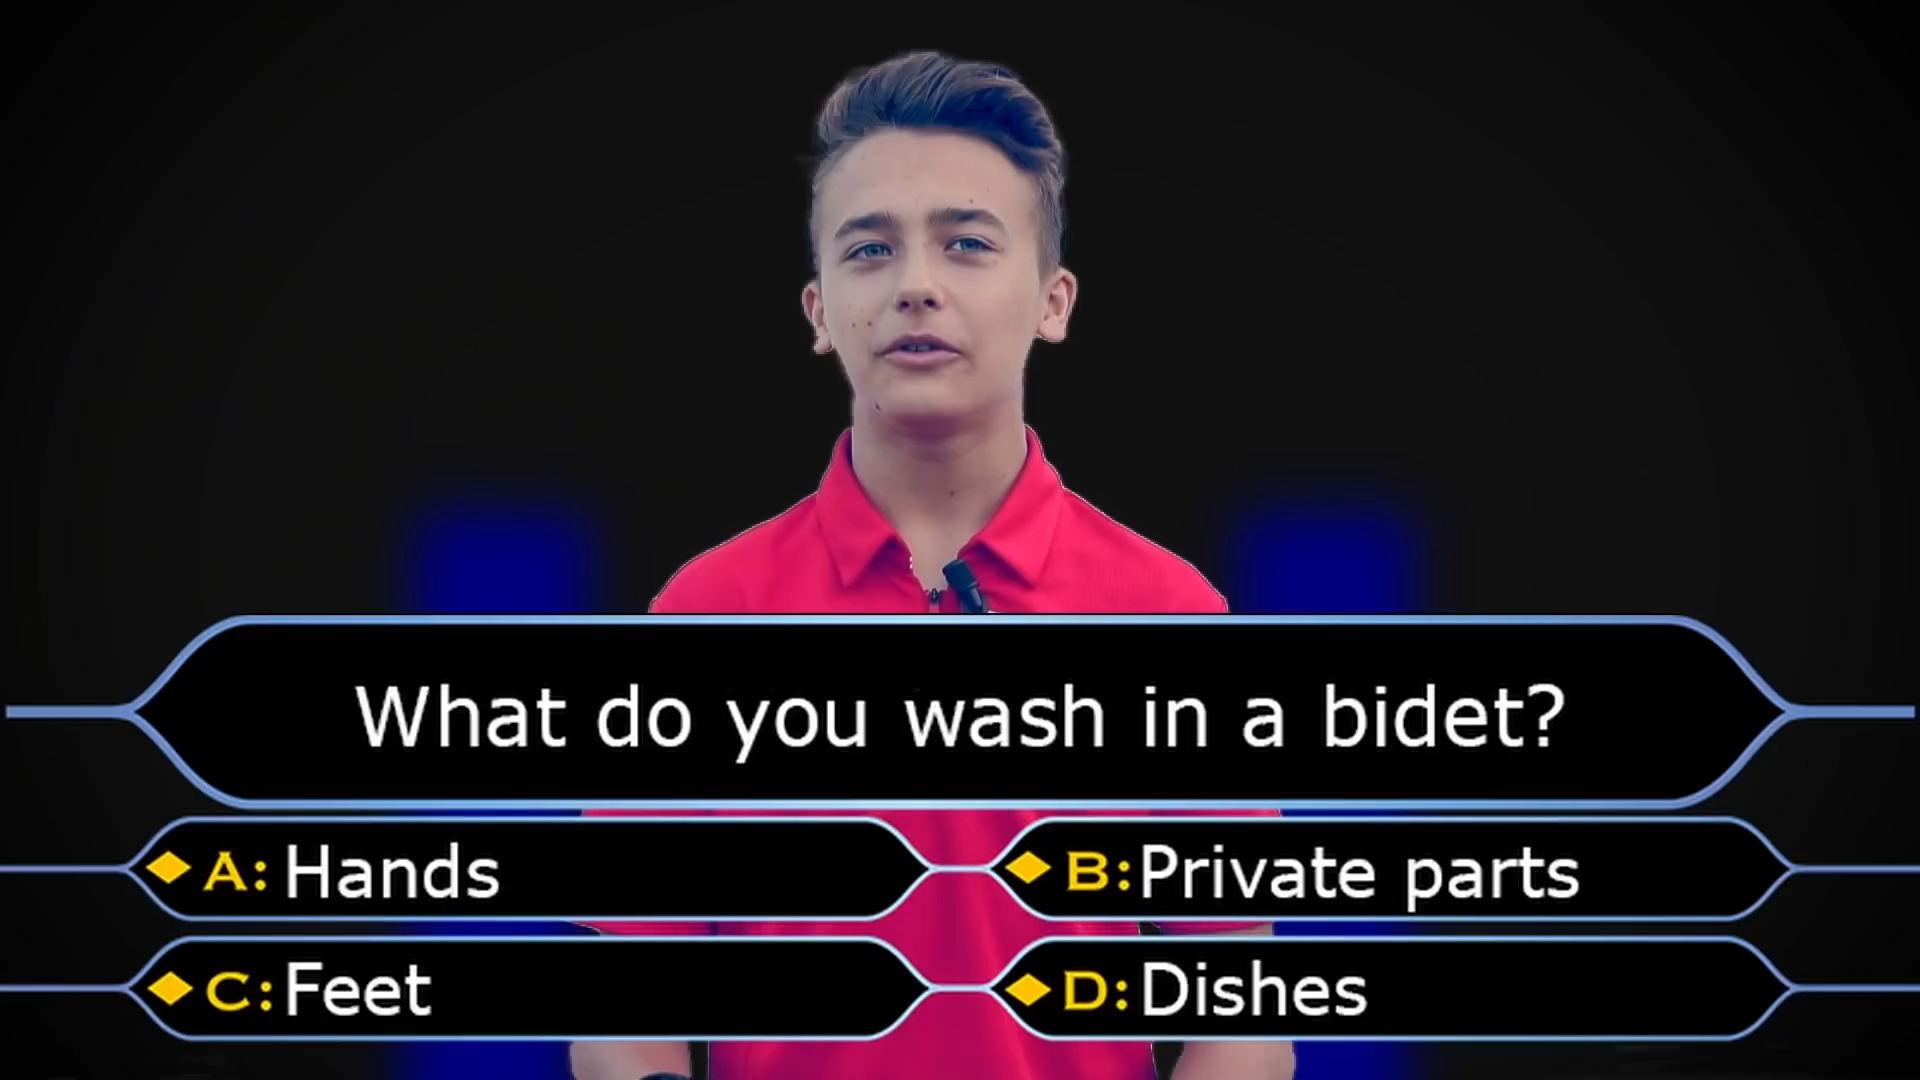 What do you wash in a bidet?
A: Hands
B: Private parts
C: Feet
D: Dishes